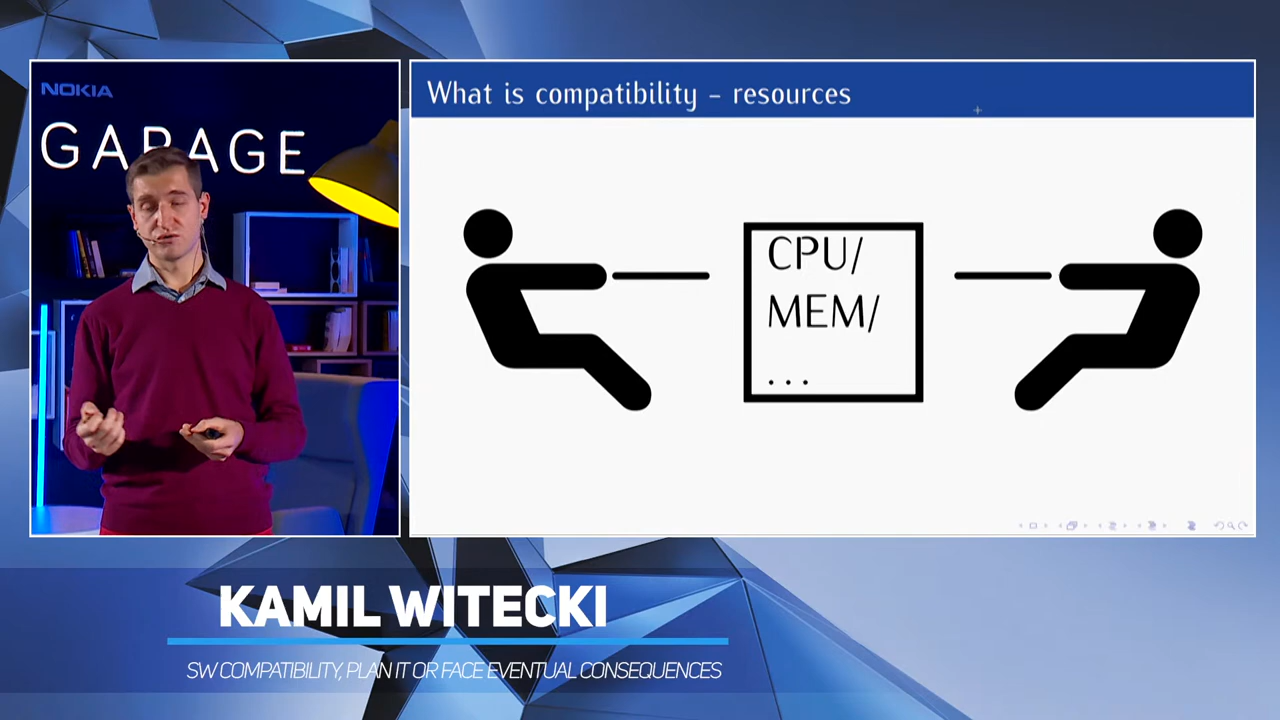 NOKIA
GARAGE
What is compatibility – resources
CPU/
MEM/
...
KAMIL WITECKI
SW COMPATIBILITY, PLAN IT OR FACE EVENTUAL CONSEQUENCES